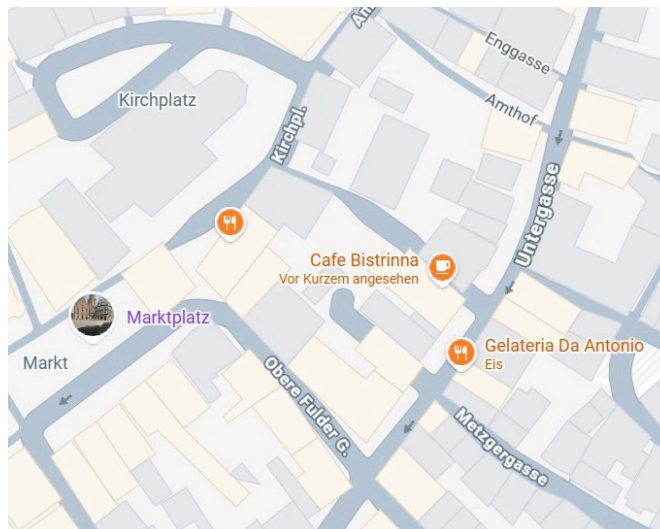 An
Enggasse
Kirchplatz
Amthof
Kirchpl.
Untergasse
Cafe Bistrinna
Vor Kurzem angesehen
Marktplatz
Gelateria Da Antonio
Eis
Markt
Obere Fulder G.
Metzgergasse